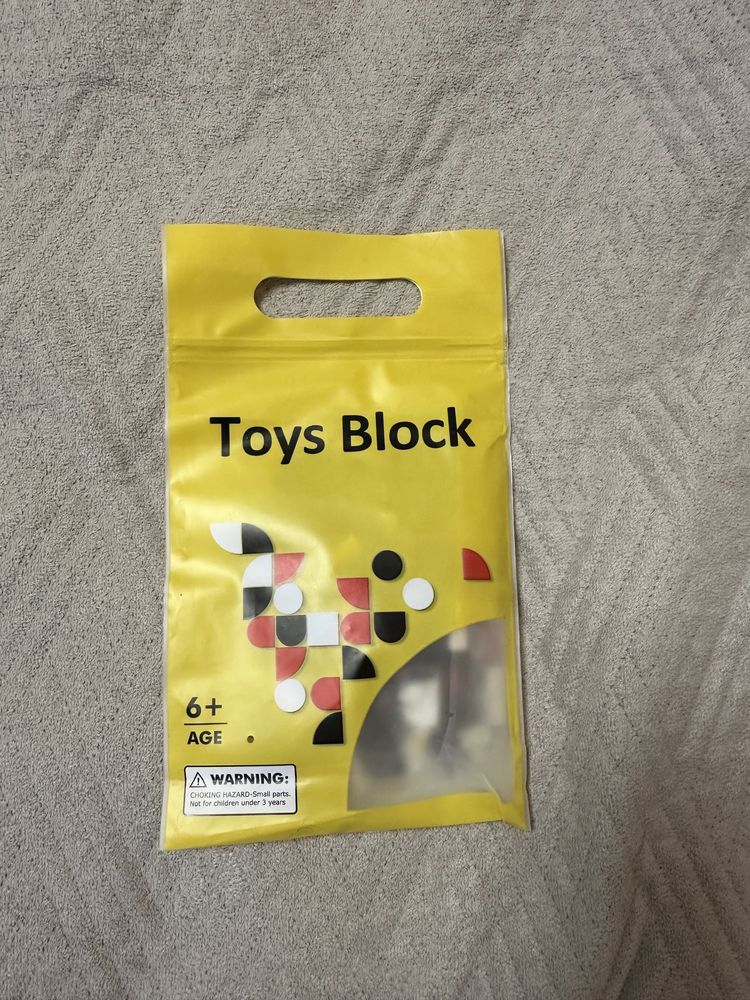 Toys Block
6+
AGE
WARNING:
CHOKING HAZARD-Small parts.
Not for children under 3 years